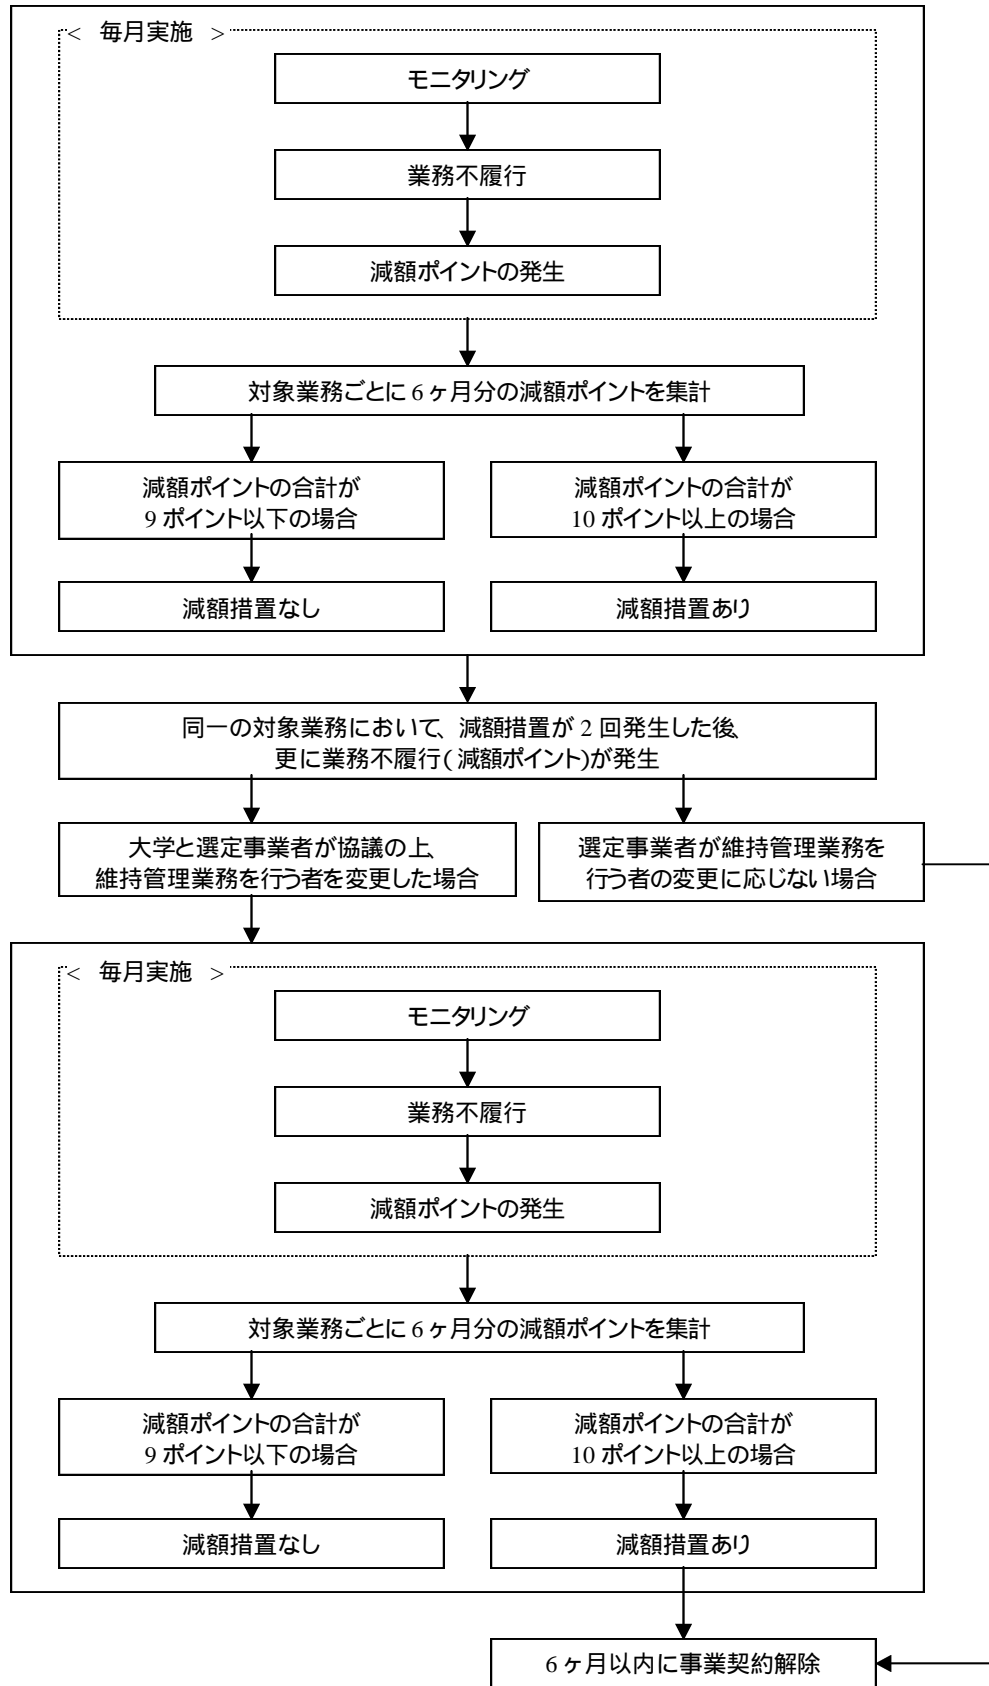 < 毎月実施 >
モニタリング
業務不履行
減額ポイントの発生
対象業務ごとに 6 ヶ月分の減額ポイントを集計
減額ポイントの合計が
9 ポイント以下の場合
減額ポイントの合計が
10 ポイント以上の場合
減額措置なし
減額措置あり
同一の対象業務において、減額措置が 2 回発生した後、
更に業務不履行(減額ポイント)が発生
大学と選定事業者が協議の上、
維持管理業務を行う者を変更した場合
選定事業者が維持管理業務を
行う者の変更に応じない場合
< 毎月実施 >
モニタリング
業務不履行
減額ポイントの発生
対象業務ごとに 6 ヶ月分の減額ポイントを集計
減額ポイントの合計が
9 ポイント以下の場合
減額ポイントの合計が
10 ポイント以上の場合
減額措置なし
減額措置あり
6 ヶ月以内に事業契約解除